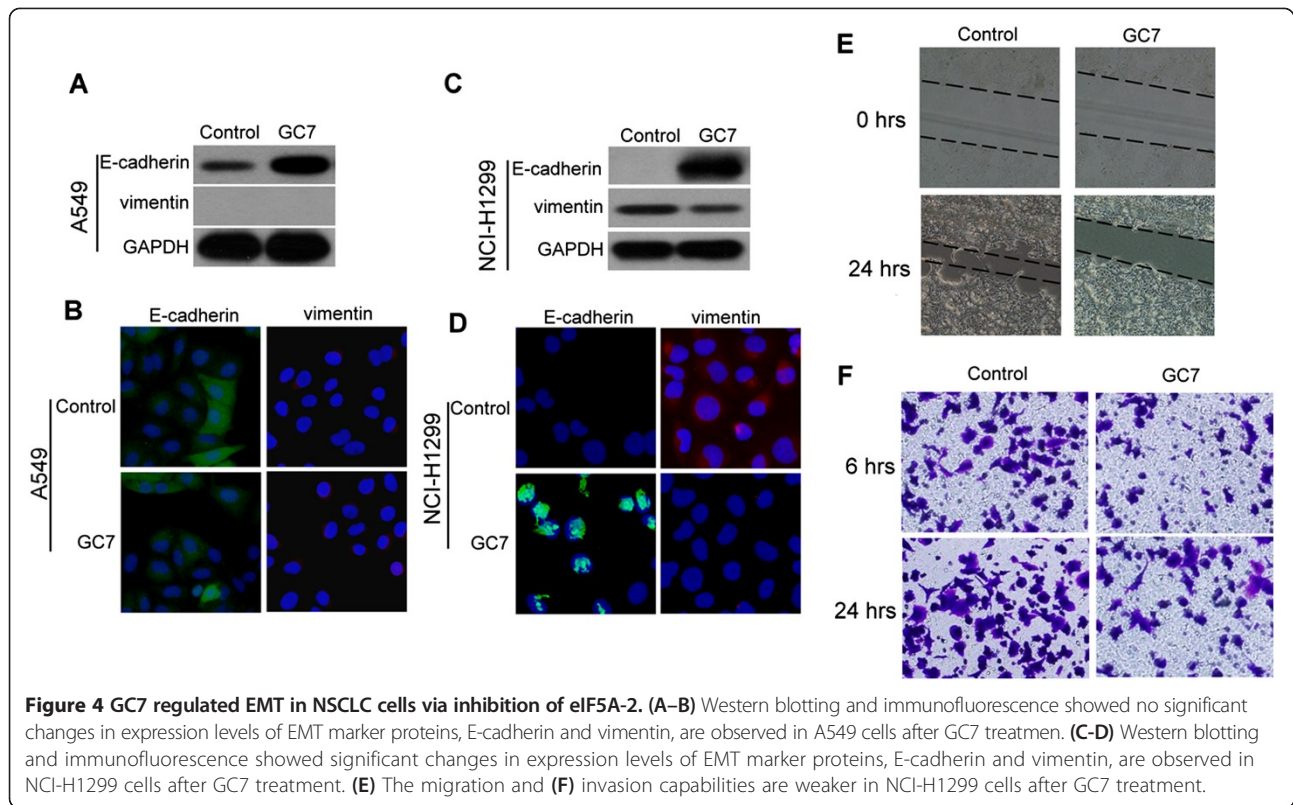 A
Control GC7
A549
E-cadherin
vimentin
GAPDH
B
E-cadherin vimentin
A549
Control
GC7
C
Control GC7
NCI-H1299
E-cadherin
vimentin
GAPDH
D
E-cadherin vimentin
NCI-H1299
Control
GC7
E
Control GC7
0 hrs
24 hrs
F
Control GC7
6 hrs
24 hrs
Figure 4 GC7 regulated EMT in NSCLC cells via inhibition of eIF5A-2. (A–B) Western blotting and immunofluorescence showed no significant
changes in expression levels of EMT marker proteins, E-cadherin and vimentin, are observed in A549 cells after GC7 treatmen. (C-D) Western blotting
and immunofluorescence showed significant changes in expression levels of EMT marker proteins, E-cadherin and vimentin, are observed in
NCI-H1299 cells after GC7 treatment. (E) The migration and (F) invasion capabilities are weaker in NCI-H1299 cells after GC7 treatment.